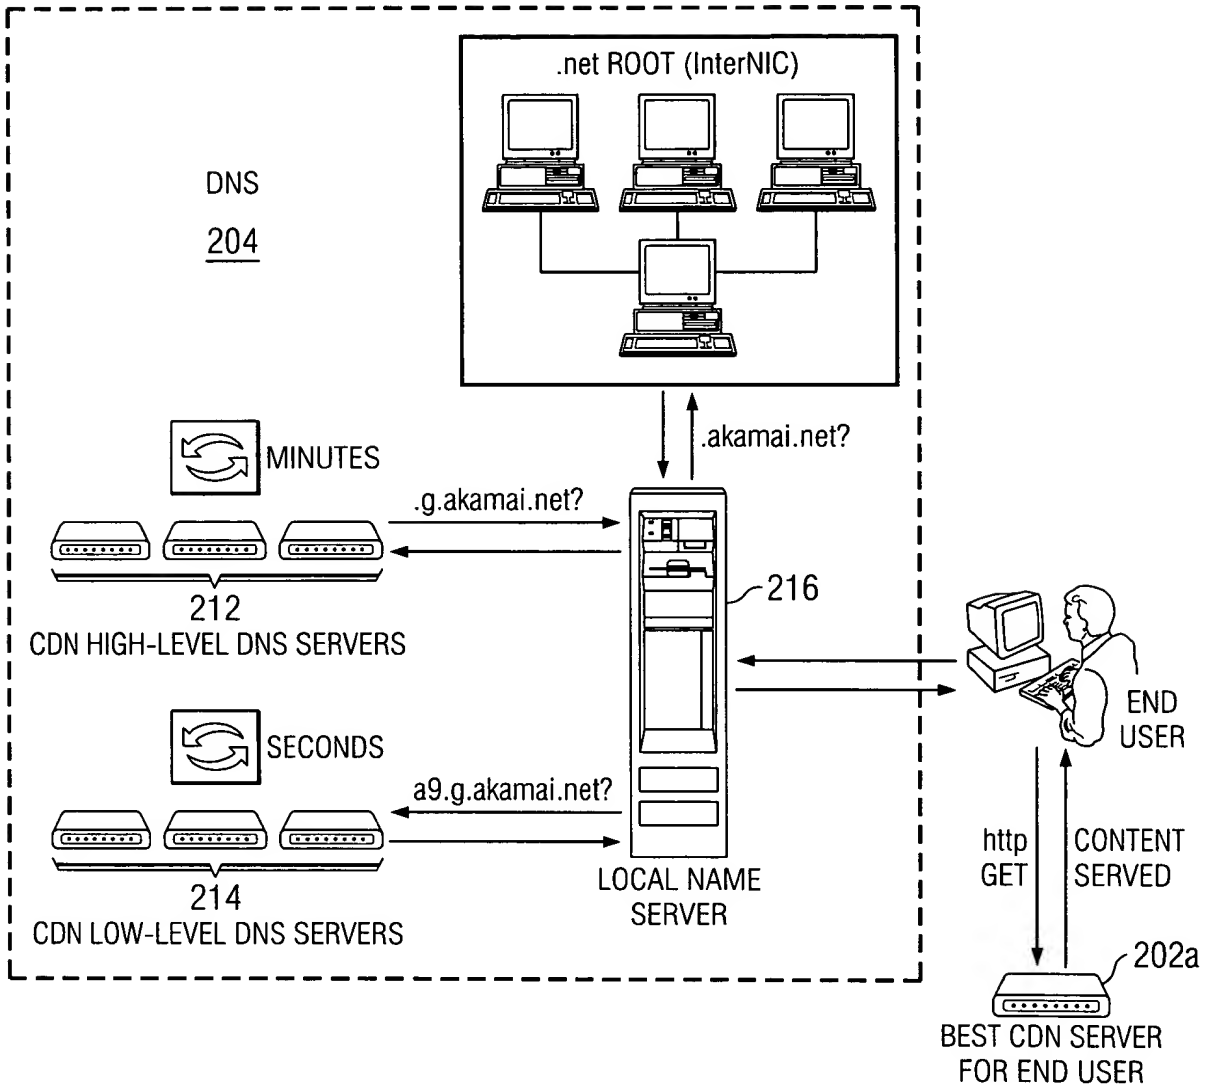 .net ROOT (InterNIC)
DNS
204
.akamai.net?
MINUTES
.g.akamai.net?
212
CDN HIGH-LEVEL DNS SERVERS
216
END
USER
SECONDS
a9.g.akamai.net?
214
CDN LOW-LEVEL DNS SERVERS
LOCAL NAME
SERVER
http
GET
CONTENT
SERVED
202a
BEST CDN SERVER
FOR END USER